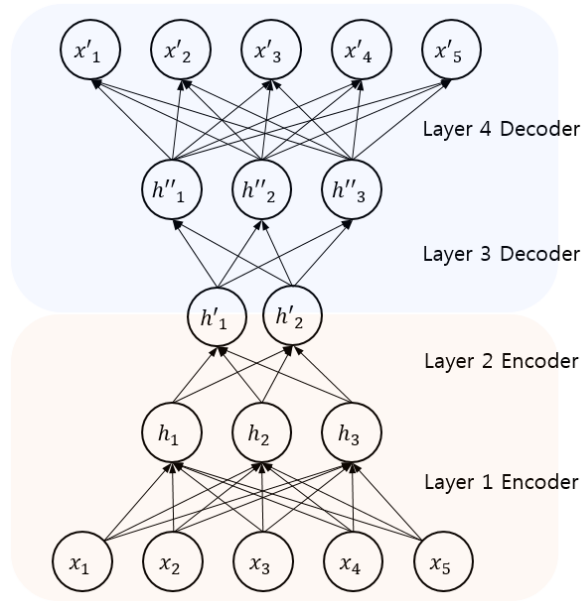 x′₁ x′₂ x′₃ x′₄ x′₅
Layer 4 Decoder
h″₁ h″₂ h″₃
Layer 3 Decoder
h′₁ h′₂
Layer 2 Encoder
h₁ h₂ h₃
Layer 1 Encoder
x₁ x₂ x₃ x₄ x₅